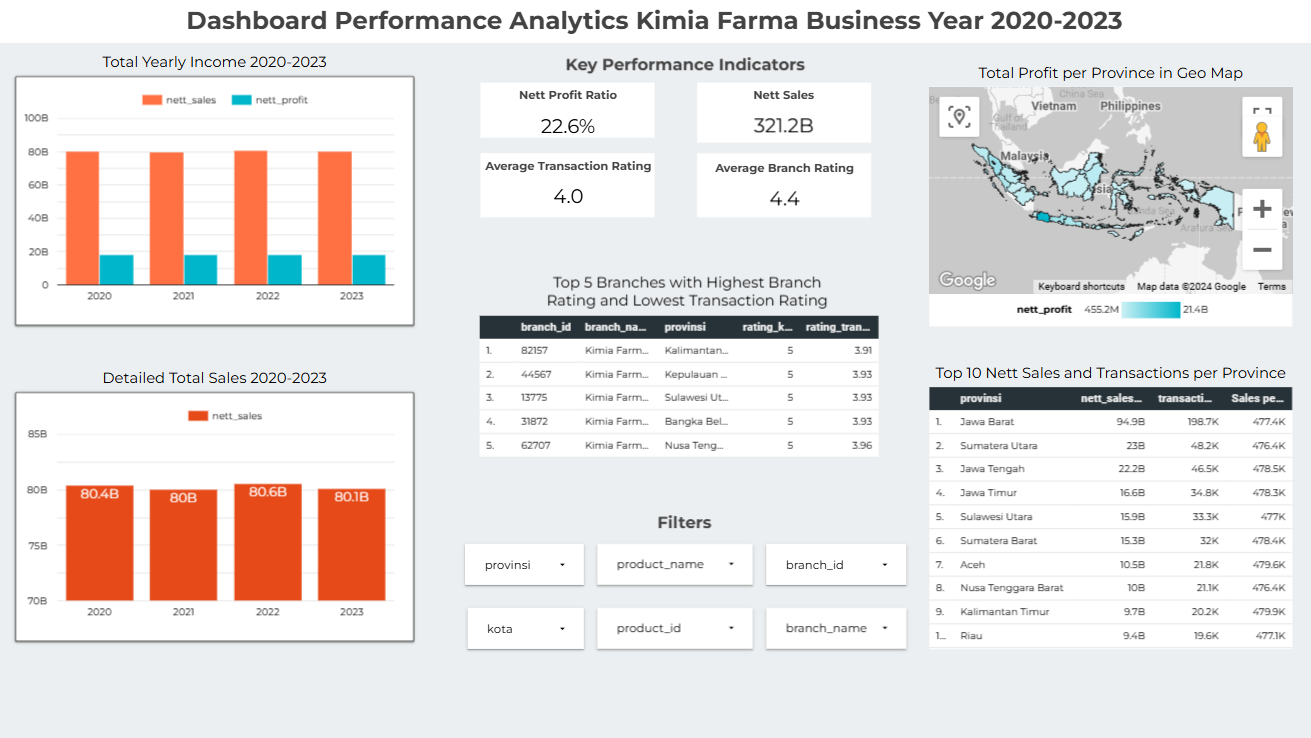 Dashboard Performance Analytics Kimia Farma Business Year 2020-2023
Total Yearly Income 2020-2023
nett_sales nett_profit
100B
80B
60B
40B
20B
0
2020 2021 2022 2023
Detailed Total Sales 2020-2023
nett_sales
85B
80B
75B
70B
80.4B 80B 80.6B 80.1B
2020 2021 2022 2023
Key Performance Indicators
Nett Profit Ratio
22.6%
Nett Sales
321.2B
Average Transaction Rating
4.0
Average Branch Rating
4.4
Top 5 Branches with Highest Branch
Rating and Lowest Transaction Rating
branch_id branch_na... provinsi rating_k... rating_tran...
1. 82157 Kimia Farm... Kalimantan... 5 3.91
2. 44567 Kimia Farm... Kepulauan ... 5 3.93
3. 13775 Kimia Farm... Sulawesi Ut... 5 3.93
4. 31872 Kimia Farm... Bangka Bel... 5 3.93
5. 62707 Kimia Farm... Nusa Teng... 5 3.96
Filters
provinsi product_name branch_id
kota product_id branch_name
Total Profit per Province in Geo Map
China Sea
Vietnam Philippines
Gulf of
Thailand
Malaysia
Banda Sea
Arafura Sea
Google
Keyboard shortcuts Map data ©2024 Google Terms
nett_profit 455.2M 21.4B
Top 10 Nett Sales and Transactions per Province
provinsi nett_sales... transacti... Sales pe...
1. Jawa Barat 94.9B 198.7K 477.4K
2. Sumatera Utara 23B 48.2K 476.4K
3. Jawa Tengah 22.2B 46.5K 478.5K
4. Jawa Timur 16.6B 34.8K 478.3K
5. Sulawesi Utara 15.9B 33.3K 477K
6. Sumatera Barat 15.3B 32K 478.4K
7. Aceh 10.5B 21.8K 479.6K
8. Nusa Tenggara Barat 10B 21.1K 476.4K
9. Kalimantan Timur 9.7B 20.2K 479.9K
1... Riau 9.4B 19.6K 477.1K